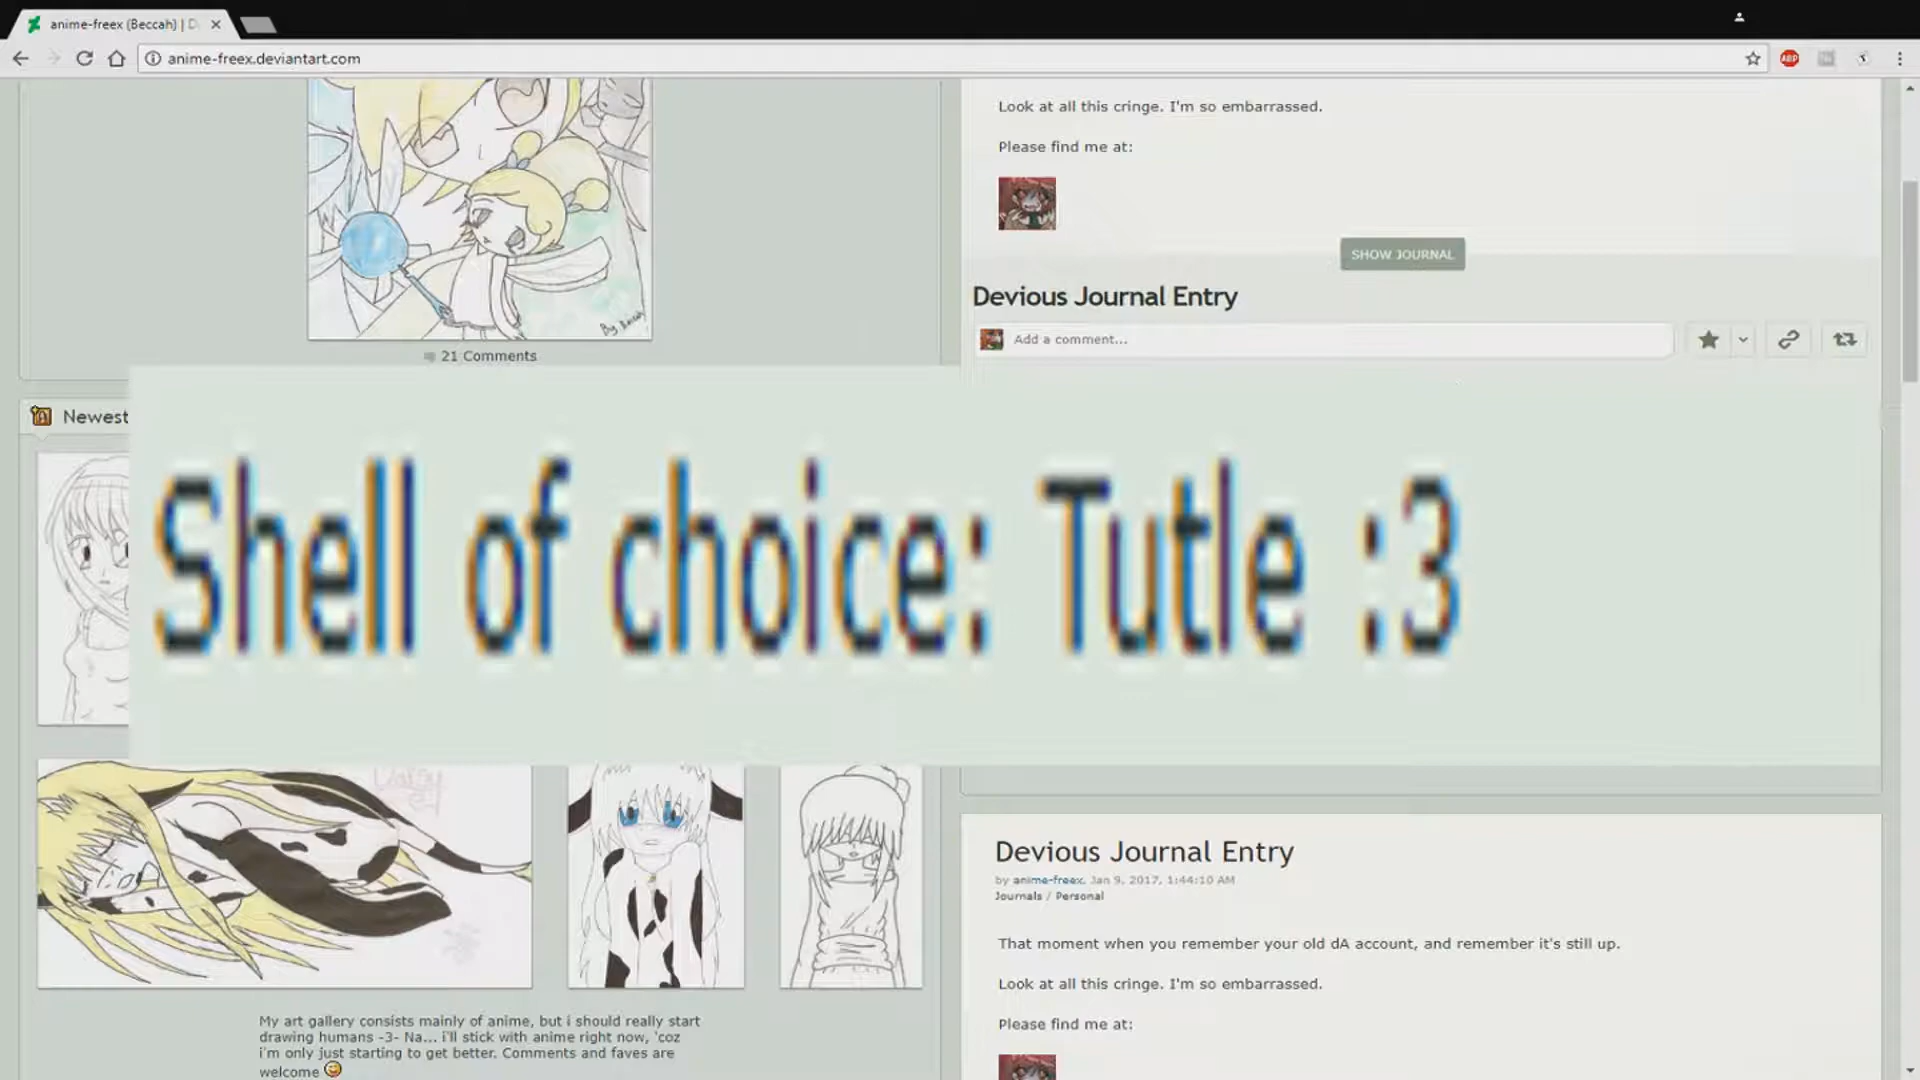 anime-freex (Beccah) | D
anime-freex.deviantart.com
ABP
Look at all this cringe. I'm so embarrassed.
Please find me at:
SHOW JOURNAL
Devious Journal Entry
Add a comment...
By
21 Comments
Newest
Shell of choice: Tutle :3
Devious Journal Entry
by anime-freex, Jan 9, 2017, 1:44:10 AM
Journals / Personal
That moment when you remember your old dA account, and remember it's still up.
Look at all this cringe. I'm so embarrassed.
Please find me at:
My art gallery consists mainly of anime, but i should really start
drawing humans -3- Na... i'll stick with anime right now, 'coz
i'm only just starting to get better. Comments and faves are
welcome